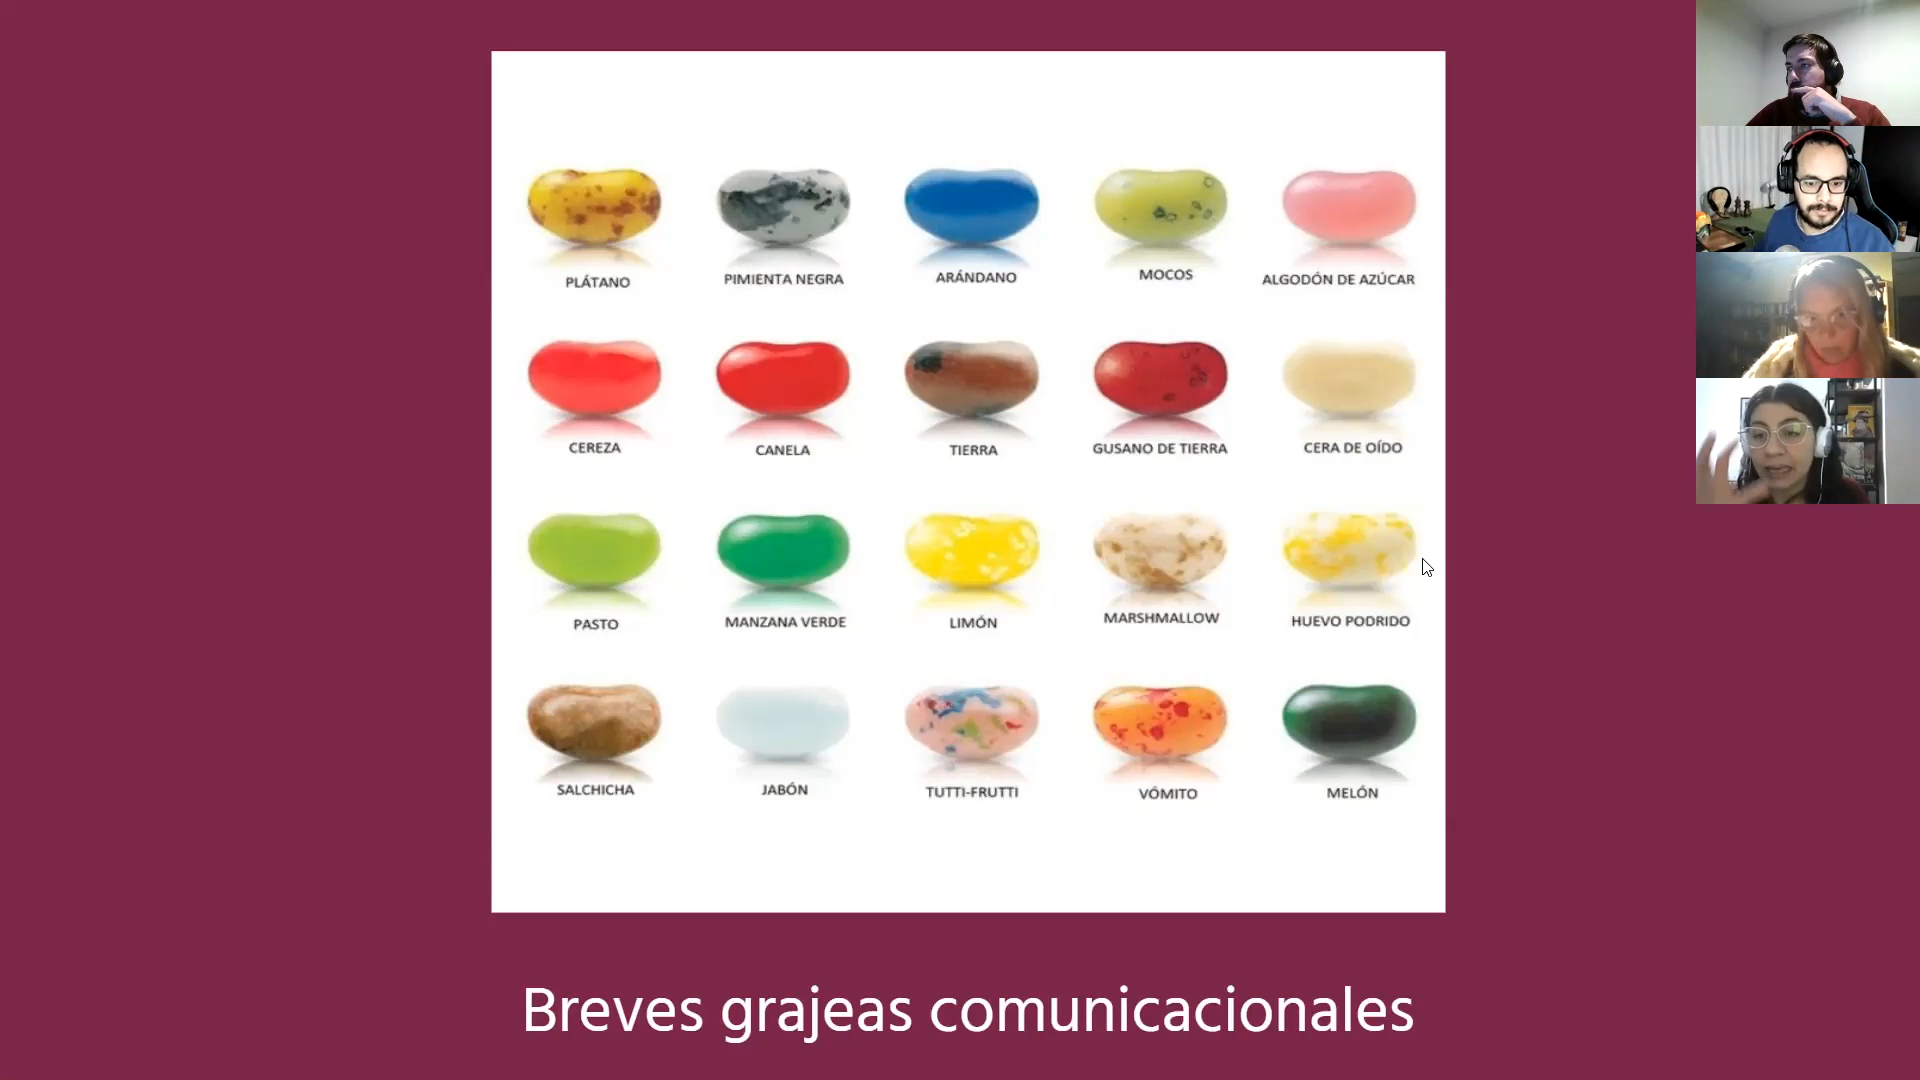 PLÁTANO
PIMIENTA NEGRA
ARÁNDANO
MOCOS
ALGODÓN DE AZÚCAR
CEREZA
CANELA
TIERRA
GUSANO DE TIERRA
CERA DE OÍDO
PASTO
MANZANA VERDE
LIMÓN
MARSHMALLOW
HUEVO PODRIDO
SALCHICHA
JABÓN
TUTTI-FRUTTI
VÓMITO
MELÓN
Breves grajeas comunicacionales